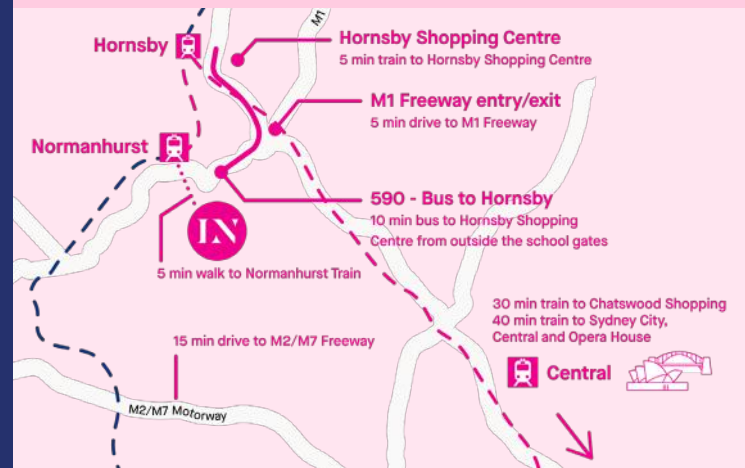 M1
Hornsby
Hornsby Shopping Centre
5 min train to Hornsby Shopping Centre
M1 Freeway entry/exit
5 min drive to M1 Freeway
Normanhurst
590 - Bus to Hornsby
10 min bus to Hornsby Shopping
Centre from outside the school gates
LN
5 min walk to Normanhurst Train
30 min train to Chatswood Shopping
40 min train to Sydney City,
Central and Opera House
15 min drive to M2/M7 Freeway
Central
M2/M7 Motorway